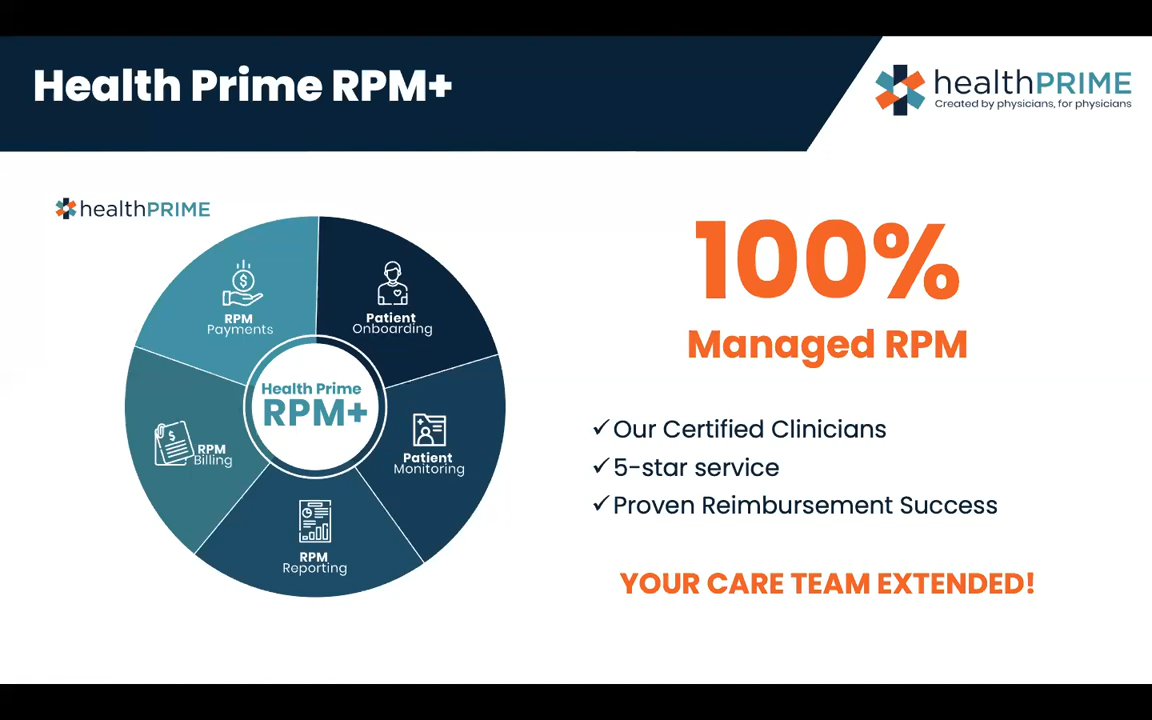 Health Prime RPM+
healthPRIME
Created by physicians, for physicians
healthPRIME
RPM
Payments
Patient
Onboarding
Health Prime
RPM+
RPM
Billing
Patient
Monitoring
RPM
Reporting
100%
Managed RPM
✓Our Certified Clinicians
✓5-star service
✓Proven Reimbursement Success
YOUR CARE TEAM EXTENDED!